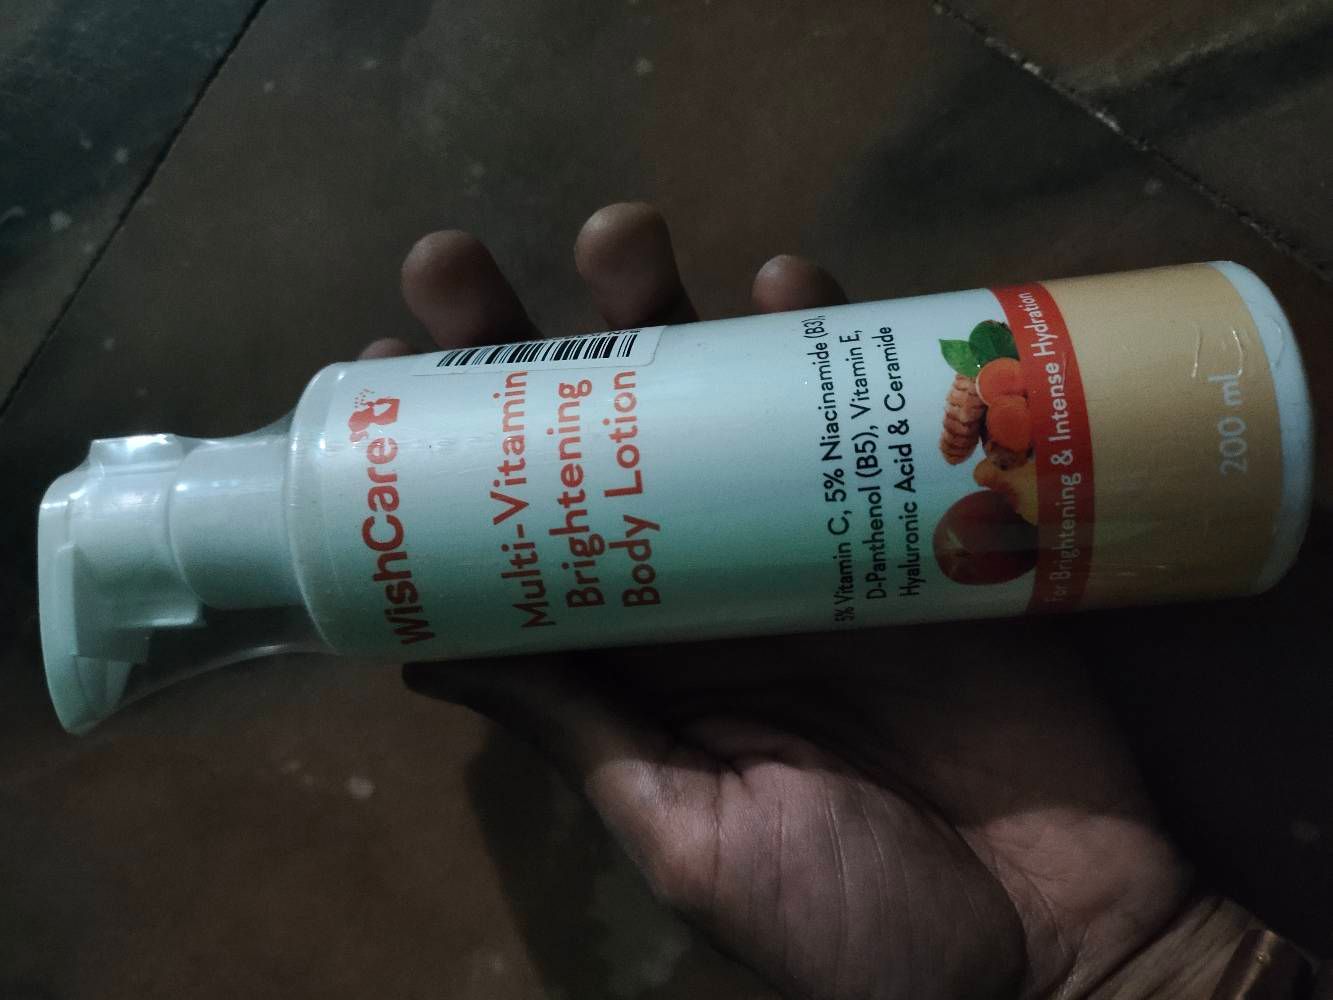 WishCare
Multi-Vitamin
Brightening
Body Lotion
5% Vitamin C, 5% Niacinamide (B3),
D-Panthenol (B5), Vitamin E,
Hyaluronic Acid & Ceramide
For Brightening & Intense Hydration
200 mL